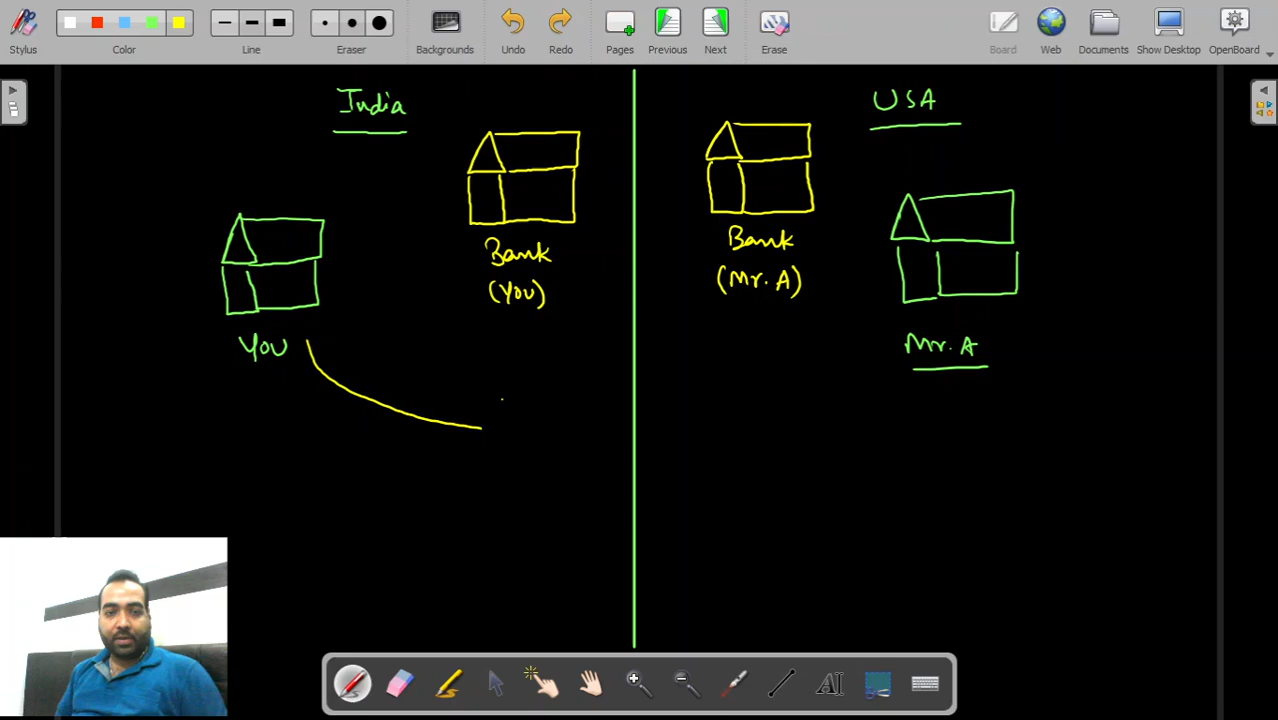 Stylus
Color
Line
Eraser
Backgrounds
Undo
Redo
Pages
Previous
Next
Erase
Board
Web
Documents
Show Desktop
OpenBoard
India
USA
Bank
(You)
Bank
(Mr. A)
You
Mr. A